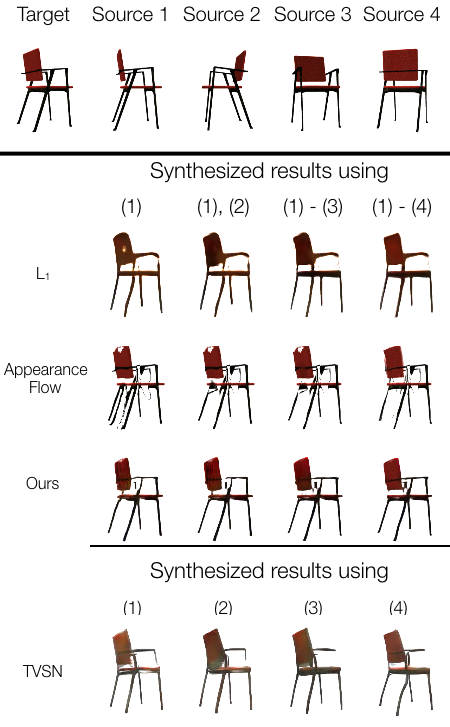 Target Source 1 Source 2 Source 3 Source 4
Synthesized results using
(1) (1), (2) (1) - (3) (1) - (4)
L1
Appearance
Flow
Ours
Synthesized results using
(1) (2) (3) (4)
TVSN